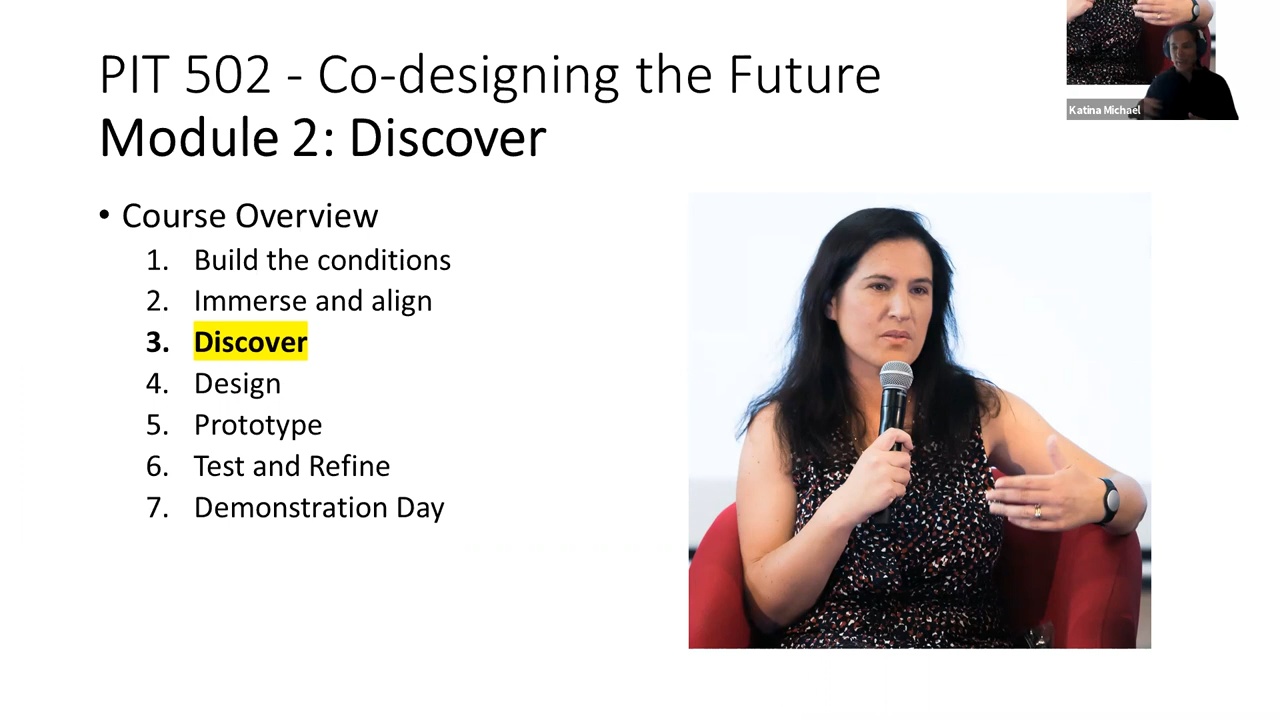 PIT 502 - Co-designing the Future
Module 2: Discover
Katina Michael
• Course Overview
1. Build the conditions
2. Immerse and align
3. Discover
4. Design
5. Prototype
6. Test and Refine
7. Demonstration Day